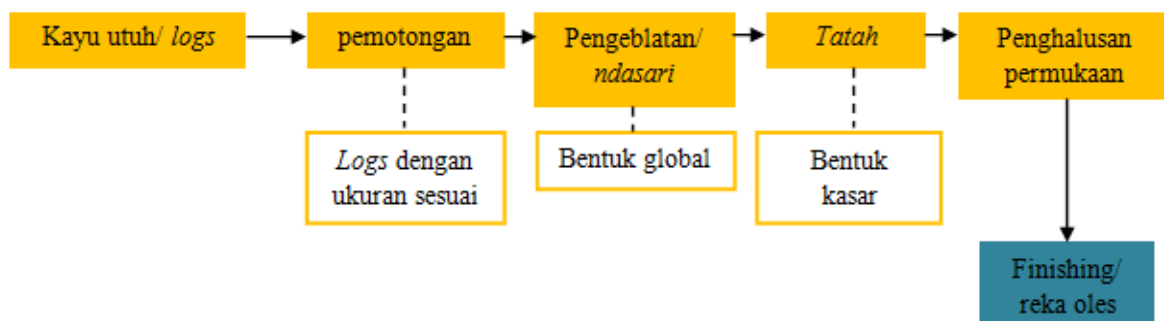 Kayu utuh/ logs
pemotongan
Pengeblatan/
ndasari
Tatah
Penghalusan
permukaan
Logs dengan
ukuran sesuai
Bentuk global
Bentuk
kasar
Finishing/
reka oles